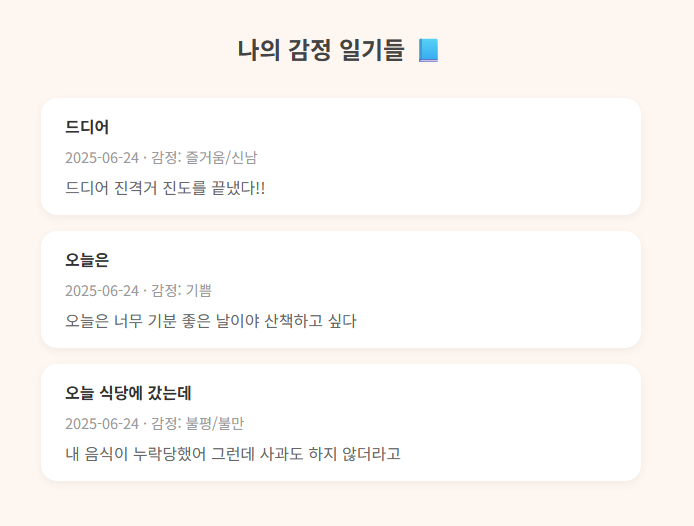 나의 감정 일기들 📘
드디어
2025-06-24 · 감정: 즐거움/신남
드디어 진격거 진도를 끝냈다!!
오늘은
2025-06-24 · 감정: 기쁨
오늘은 너무 기분 좋은 날이야 산책하고 싶다
오늘 식당에 갔는데
2025-06-24 · 감정: 불평/불만
내 음식이 누락당했어 그런데 사과도 하지 않더라고